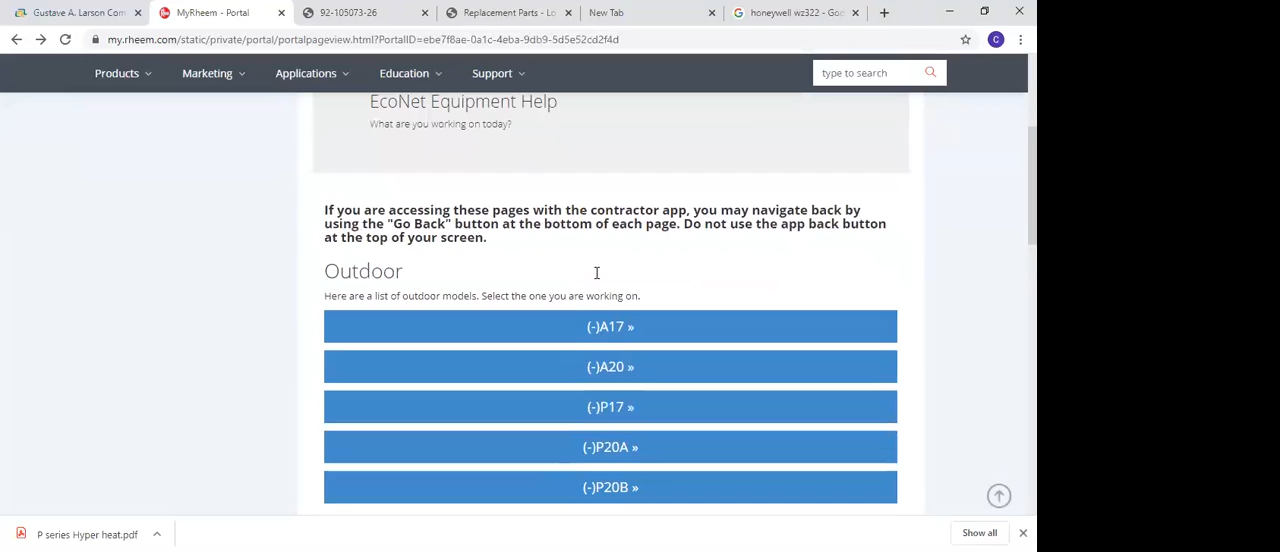 Gustave A. Larson Com
MyRheem - Portal
92-105073-26
Replacement Parts - Lo
New Tab
honeywell wz322 - Goo
my.rheem.com/static/private/portal/portalpageview.html?PortalID=ebe7f8ae-0a1c-4eba-9db9-5d5e52cd2f4d
C
Products
Marketing
Applications
Education
Support
type to search
EcoNet Equipment Help
What are you working on today?
If you are accessing these pages with the contractor app, you may navigate back by
using the "Go Back" button at the bottom of each page. Do not use the app back button
at the top of your screen.
Outdoor
Here are a list of outdoor models. Select the one you are working on.
(-)A17 »
(-)A20 »
(-)P17 »
(-)P20A »
(-)P20B »
P series Hyper heat.pdf
Show all